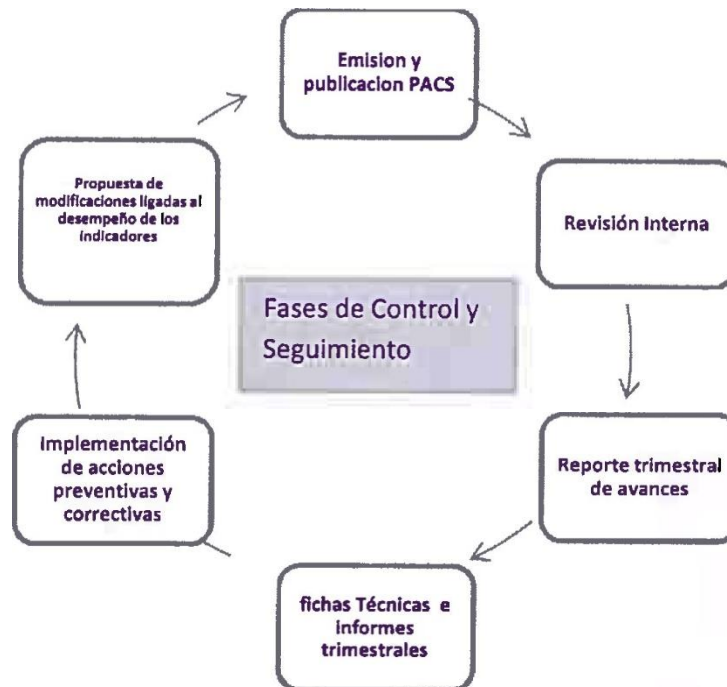 Emision y
publicacion PACS
Revisión Interna
Reporte trimestral
de avances
fichas Técnicas e
informes
trimestrales
Implementación
de acciones
preventivas y
correctivas
Propuesta de
modificaciones ligadas al
desempeño de los
indicadores
Fases de Control y
Seguimiento